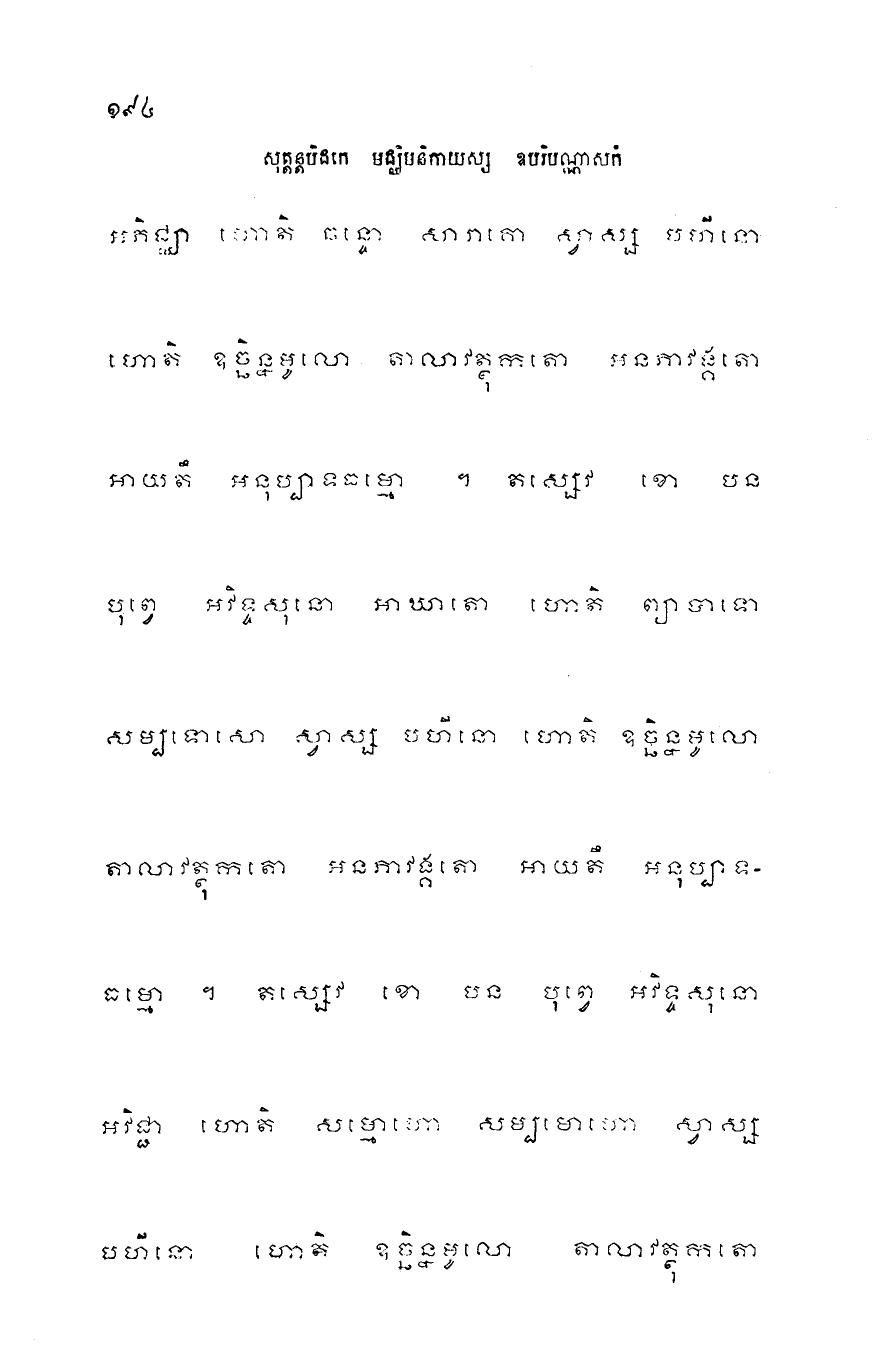 ១៩៤
សុត្តន្តបិដកេ មជ្ឈិមនិកាយស្ស ឧបរិបណ្ណាសកំ
អភិជ្ឈា ហោតិ ឆន្ទោ សារាគោ ស្វាស្ស បហីនោ
ហោតិ ឧច្ឆិន្នមូលោ តាលាវត្ថុកតោ អនភាវង្គតោ
អាយតឹ អនុប្បាទធម្មោ ។ តស្សេវ ខោ បន
បុព្វេ អវិទ្ទសុនោ អាឃាតោ ហោតិ ព្យាបាទោ
សម្បទោសោ ស្វាស្ស បហីនោ ហោតិ ឧច្ឆិន្នមូលោ
តាលាវត្ថុកតោ អនភាវង្គតោ អាយតឹ អនុប្បាទ-
ធម្មោ ។ តស្សេវ ខោ បន បុព្វេ អវិទ្ទសុនោ
អវិជ្ជា ហោតិ សម្មោហោ សម្បមោហោ ស្វាស្ស
បហីនោ ហោតិ ឧច្ឆិន្នមូលោ តាលាវត្ថុកតោ